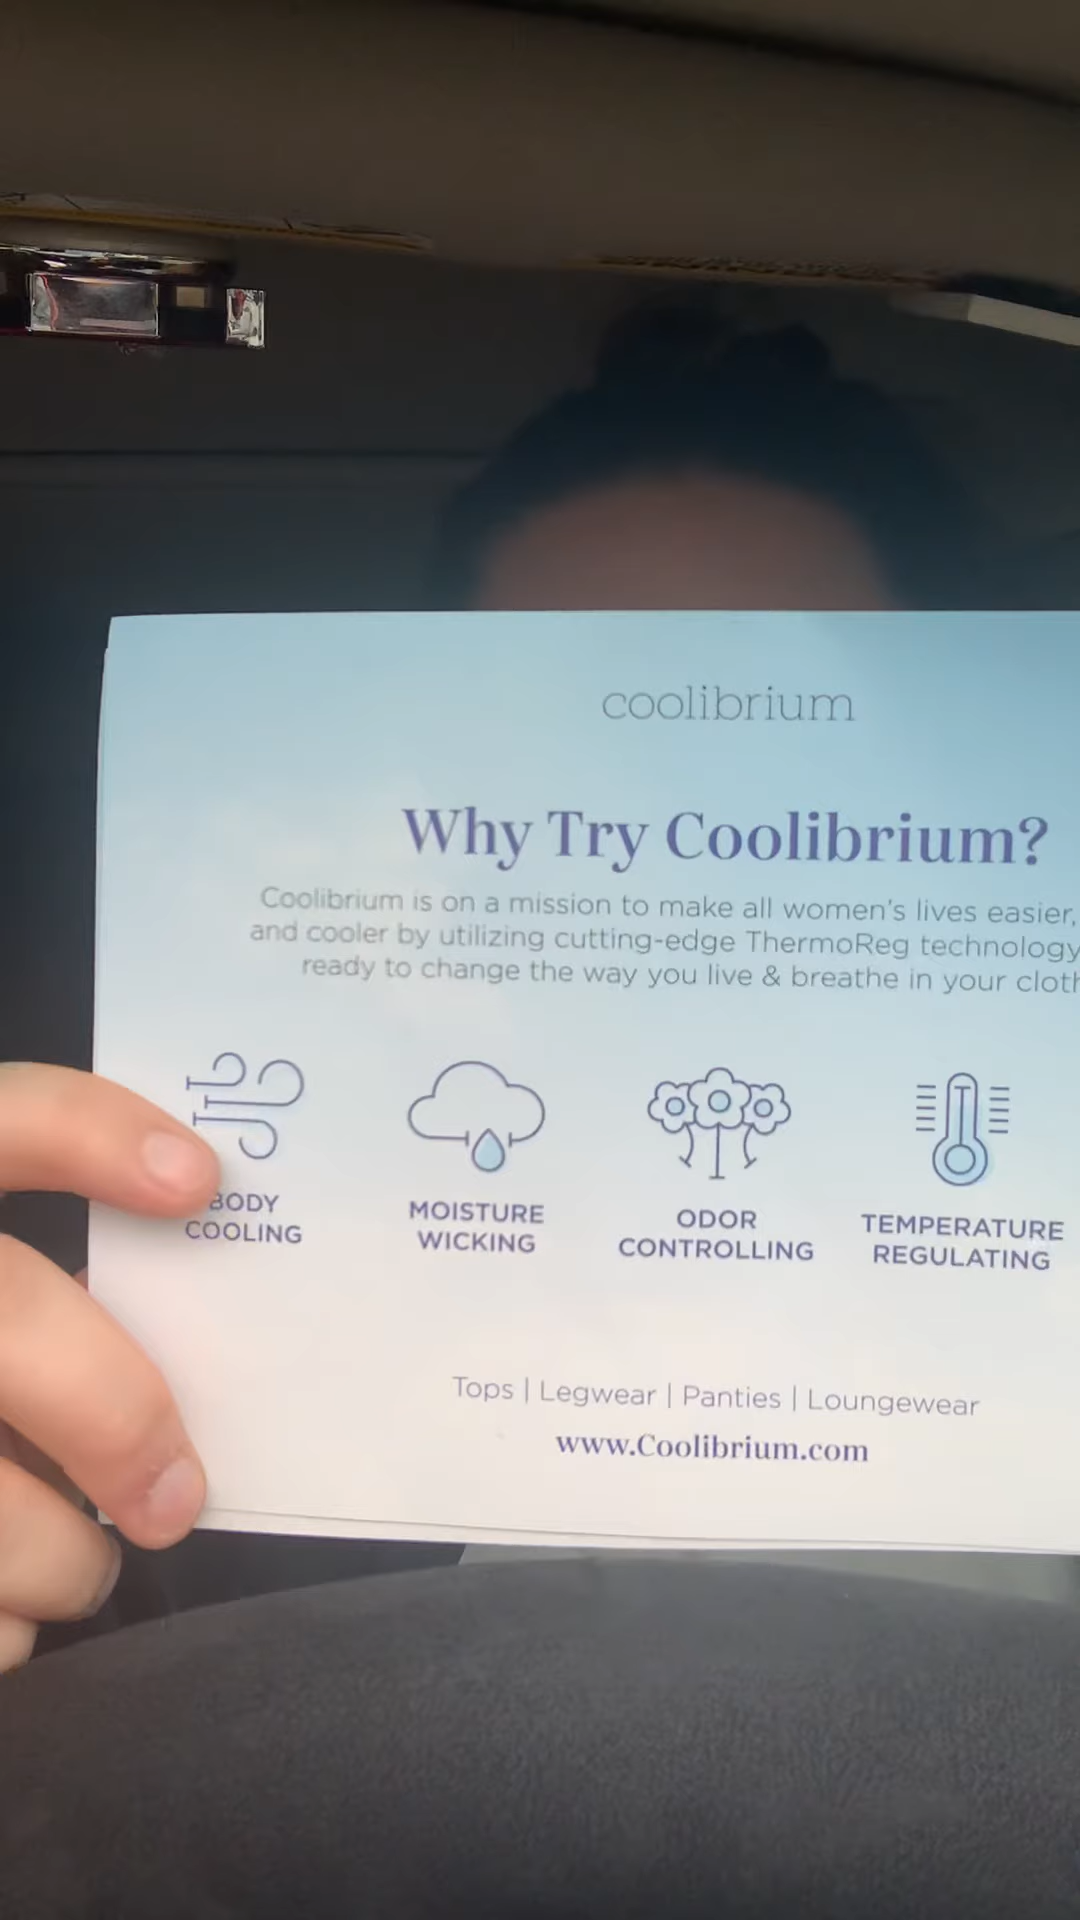 coolibrium
Why Try Coolibrium?
Coolibrium is on a mission to make all women's lives easier,
and cooler by utilizing cutting-edge ThermoReg technology
ready to change the way you live & breathe in your
BODY
COOLING
MOISTURE
WICKING
ODOR
CONTROLLING
TEMPERATURE
REGULATING
Tops | Legwear | Panties | Loungewear
www.Coolibrium.com